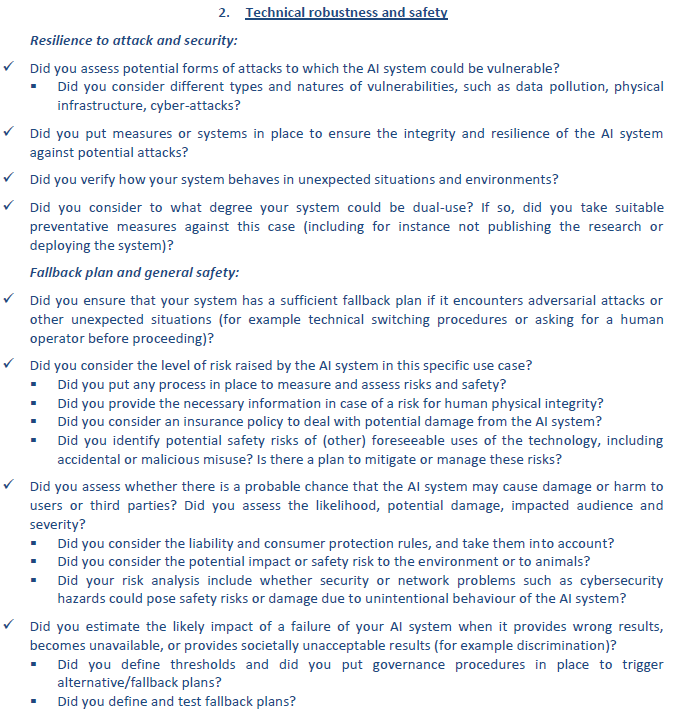 2. Technical robustness and safety
Resilience to attack and security:
✓ Did you assess potential forms of attacks to which the AI system could be vulnerable?
▪ Did you consider different types and natures of vulnerabilities, such as data pollution, physical
infrastructure, cyber-attacks?
✓ Did you put measures or systems in place to ensure the integrity and resilience of the AI system
against potential attacks?
✓ Did you verify how your system behaves in unexpected situations and environments?
✓ Did you consider to what degree your system could be dual-use? If so, did you take suitable
preventative measures against this case (including for instance not publishing the research or
deploying the system)?
Fallback plan and general safety:
✓ Did you ensure that your system has a sufficient fallback plan if it encounters adversarial attacks or
other unexpected situations (for example technical switching procedures or asking for a human
operator before proceeding)?
✓ Did you consider the level of risk raised by the AI system in this specific use case?
▪ Did you put any process in place to measure and assess risks and safety?
▪ Did you provide the necessary information in case of a risk for human physical integrity?
▪ Did you consider an insurance policy to deal with potential damage from the AI system?
▪ Did you identify potential safety risks of (other) foreseeable uses of the technology, including
accidental or malicious misuse? Is there a plan to mitigate or manage these risks?
✓ Did you assess whether there is a probable chance that the AI system may cause damage or harm to
users or third parties? Did you assess the likelihood, potential damage, impacted audience and
severity?
▪ Did you consider the liability and consumer protection rules, and take them into account?
▪ Did you consider the potential impact or safety risk to the environment or to animals?
▪ Did your risk analysis include whether security or network problems such as cybersecurity
hazards could pose safety risks or damage due to unintentional behaviour of the AI system?
✓ Did you estimate the likely impact of a failure of your AI system when it provides wrong results,
becomes unavailable, or provides societally unacceptable results (for example discrimination)?
▪ Did you define thresholds and did you put governance procedures in place to trigger
alternative/fallback plans?
▪ Did you define and test fallback plans?